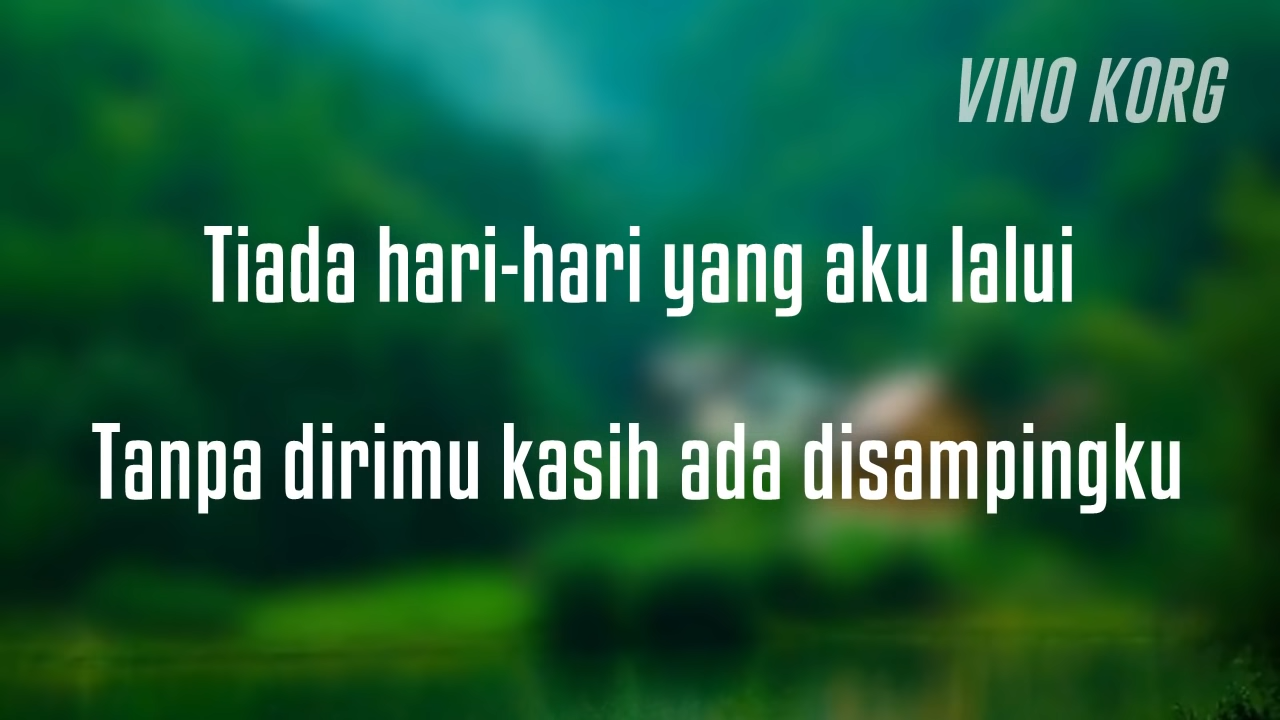 VINO KORG
Tiada hari-hari yang aku lalui
Tanpa dirimu kasih ada disampingku